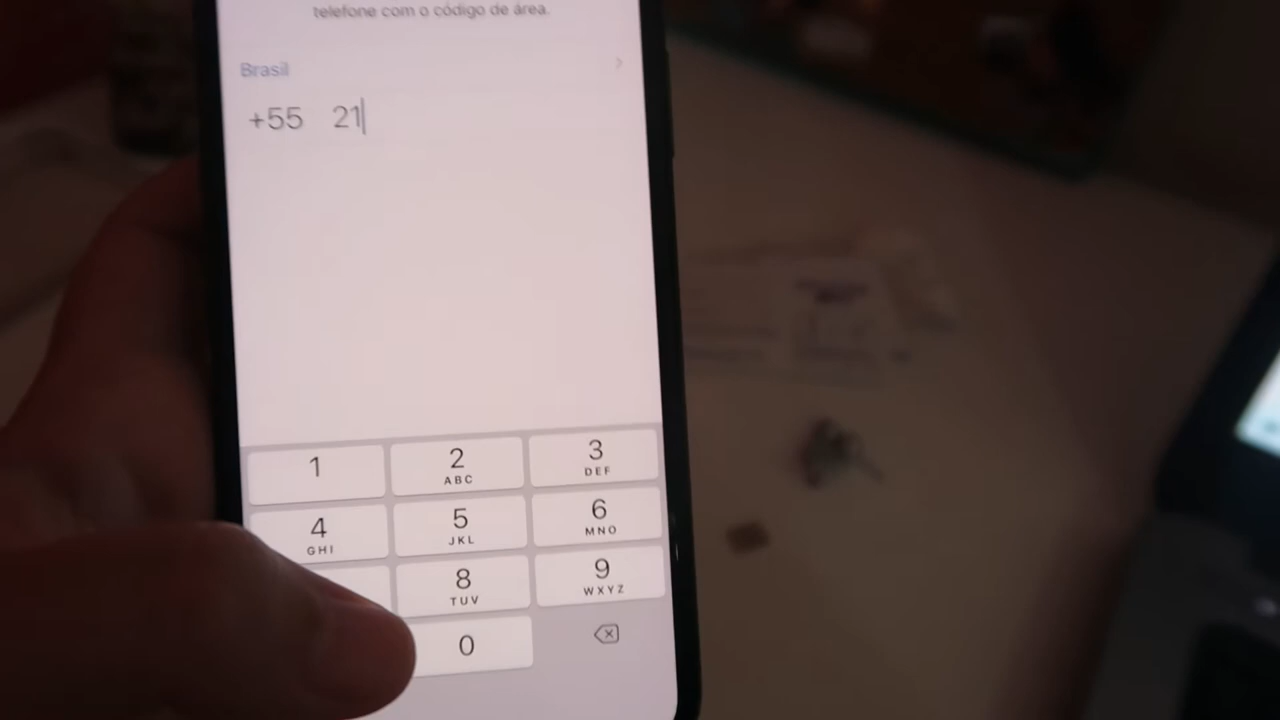 telefone com o código de área.
Brasil
+55 21
1
2
ABC
3
DEF
4
GHI
5
JKL
6
MNO
8
TUV
9
WXYZ
0